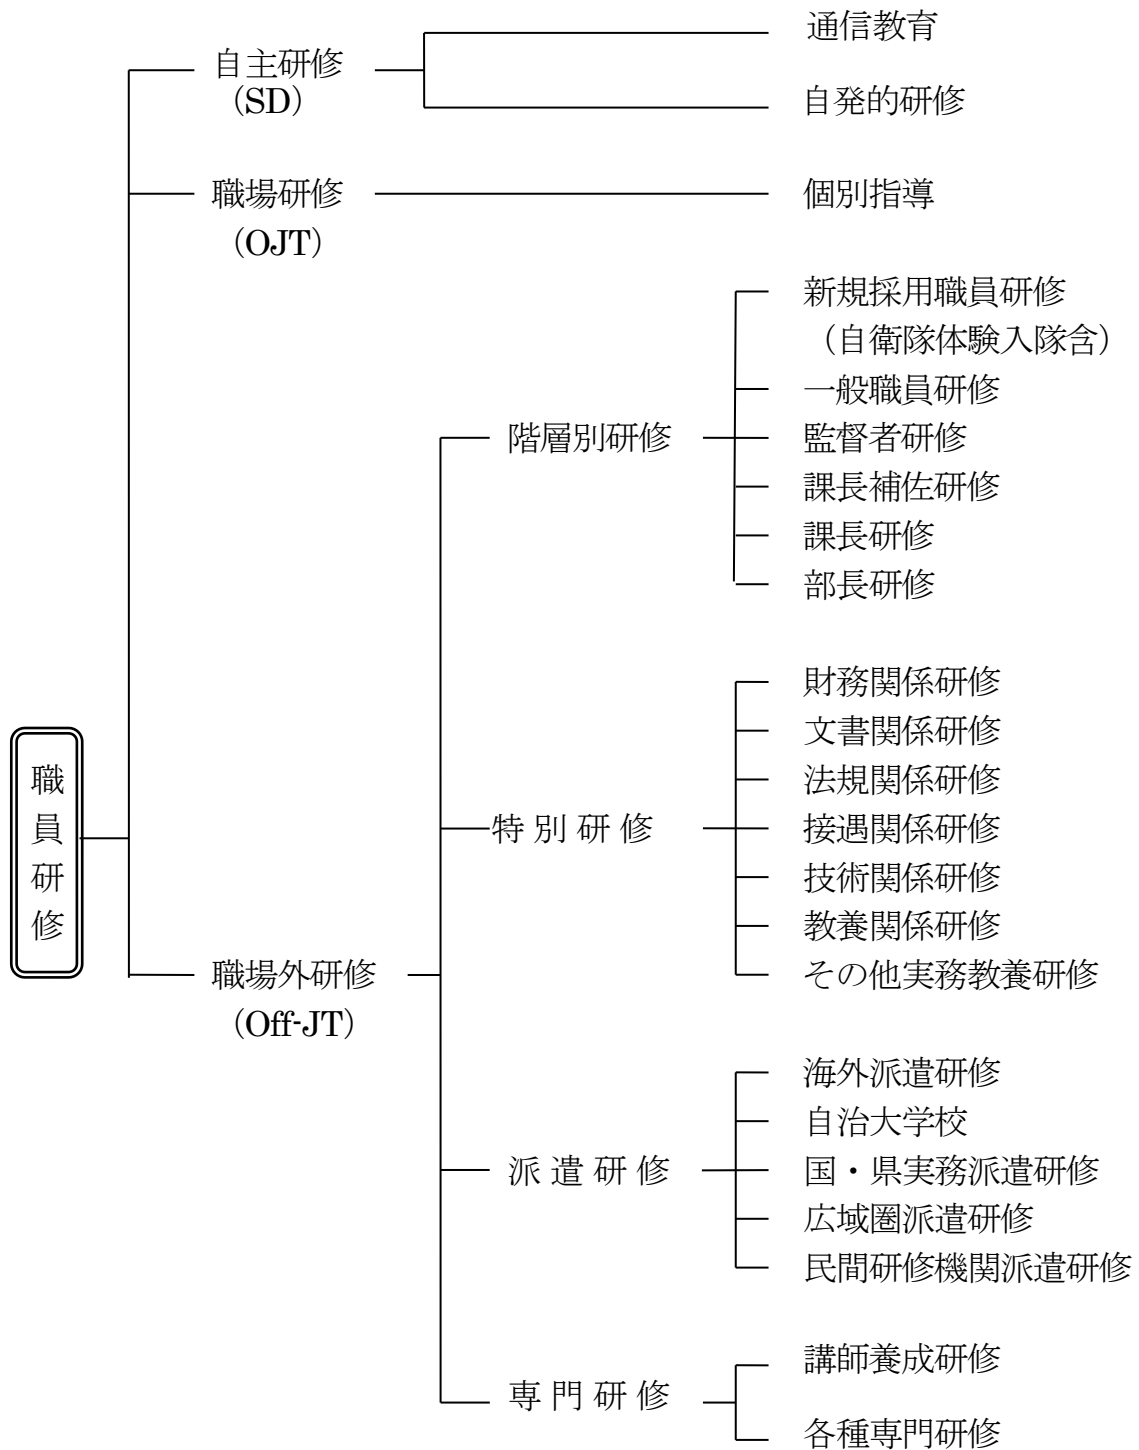 通信教育
自主研修
（SD）
自発的研修
職場研修
個別指導
（OJT）
新規採用職員研修
（自衛隊体験入隊含）
一般職員研修
階層別研修
監督者研修
課長補佐研修
課長研修
部長研修
財務関係研修
文書関係研修
職員研修
法規関係研修
特別研修
接遇関係研修
技術関係研修
教養関係研修
職場外研修
その他実務教養研修
（Off-JT）
海外派遣研修
自治大学校
派遣研修
国・県実務派遣研修
広域圏派遣研修
民間研修機関派遣研修
講師養成研修
専門研修
各種専門研修